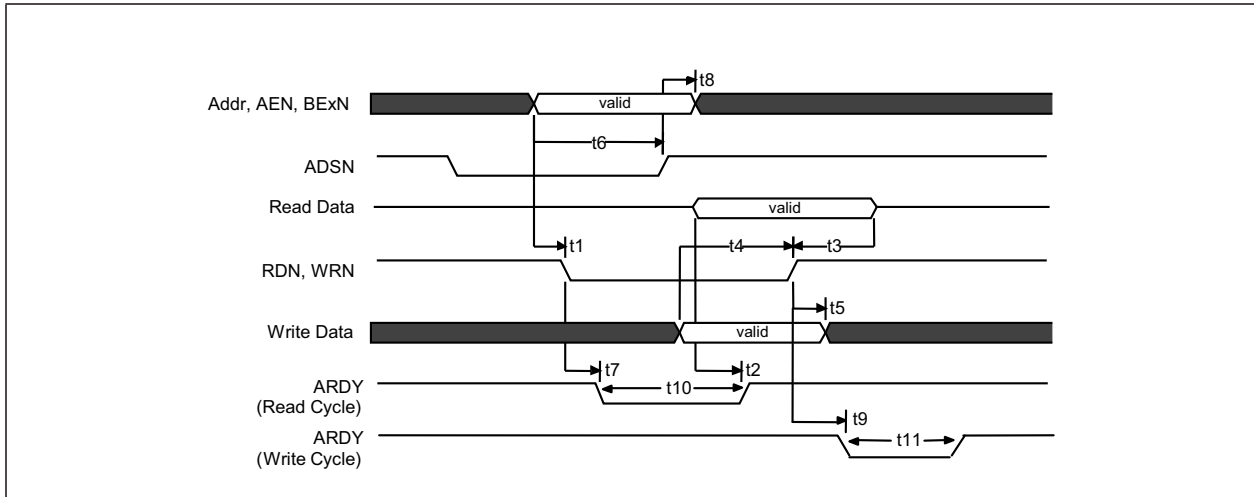 t8
Addr, AEN, BExN
valid
t6
ADSN
Read Data
valid
t1
t4
t3
RDN, WRN
t5
Write Data
valid
t7
t10
t2
ARDY
(Read Cycle)
t9
ARDY
(Write Cycle)
t11